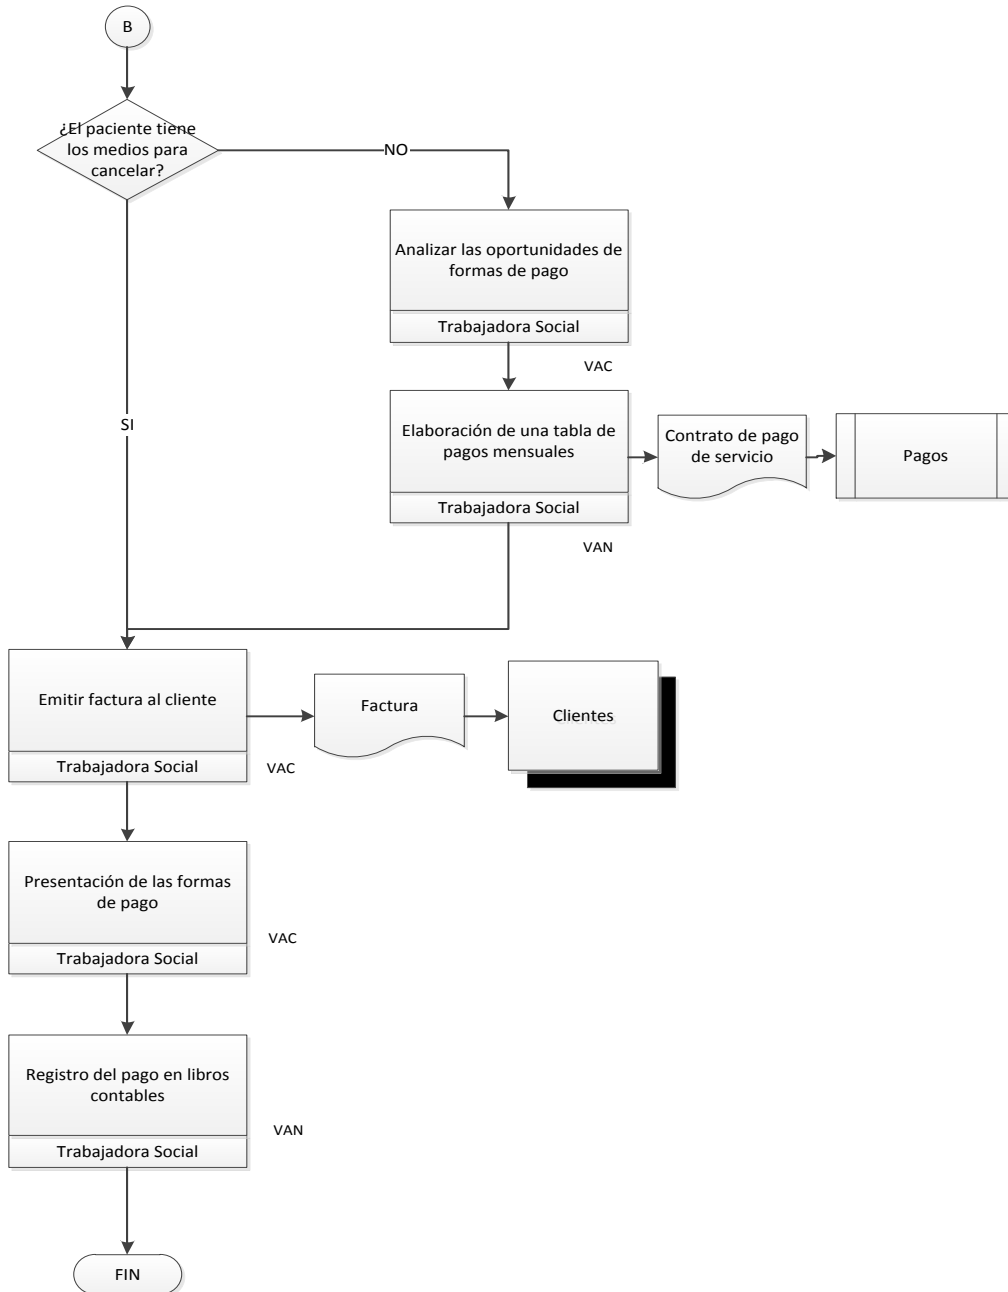 B
¿El paciente tiene
los medios para
cancelar?
NO
Analizar las oportunidades de
formas de pago
Trabajadora Social
VAC
SI
Elaboración de una tabla de
pagos mensuales
Trabajadora Social
VAN
Contrato de pago
de servicio
Pagos
Emitir factura al cliente
Trabajadora Social
VAC
Factura
Clientes
Presentación de las formas
de pago
Trabajadora Social
VAC
Registro del pago en libros
contables
Trabajadora Social
VAN
FIN